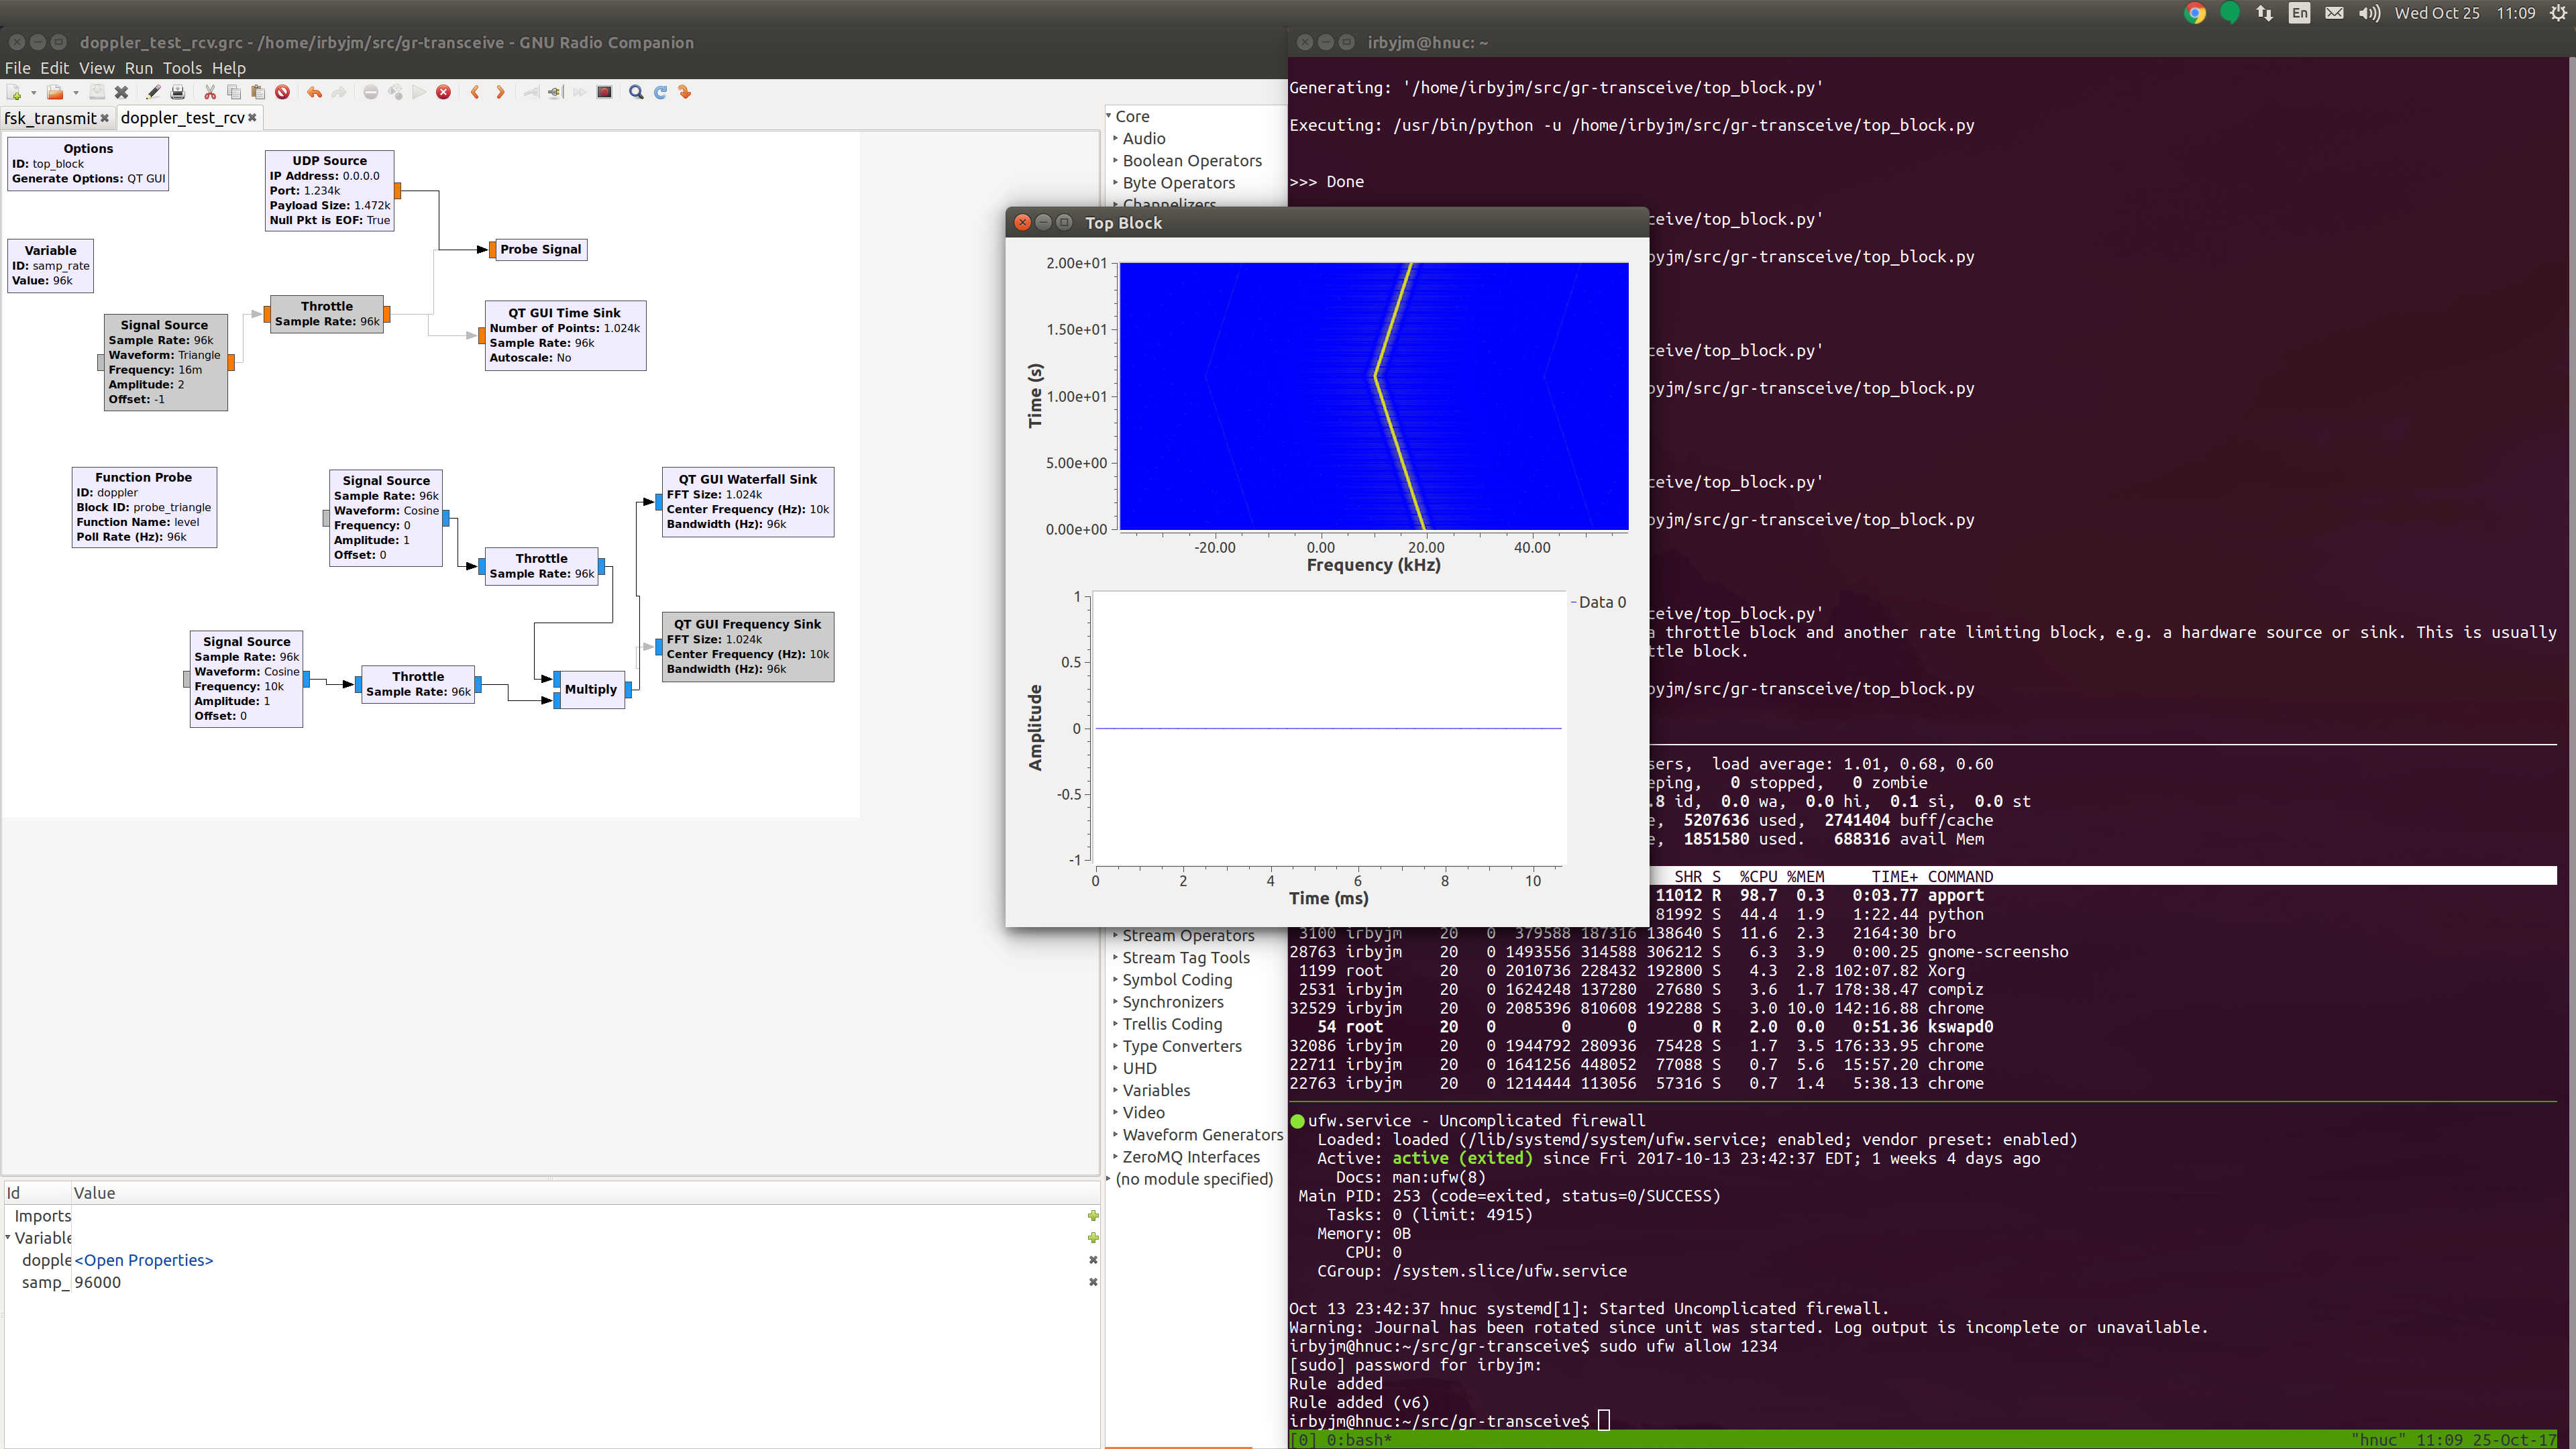 En
Wed Oct 25 11:09
doppler_test_rcv.grc - /home/irbyjm/src/gr-transceive - GNU Radio Companion
File Edit View Run Tools Help
fsk_transmit
doppler_test_rcv
Options
ID: top_block
Generate Options: QT GUI
UDP Source
IP Address: 0.0.0.0
Port: 1.234k
Payload Size: 1.472k
Null Pkt is EOF: True
Variable
ID: samp_rate
Value: 96k
Probe Signal
Throttle
Sample Rate: 96k
Signal Source
Sample Rate: 96k
Waveform: Triangle
Frequency: 16m
Amplitude: 2
Offset: -1
QT GUI Time Sink
Number of Points: 1.024k
Sample Rate: 96k
Autoscale: No
Function Probe
ID: doppler
Block ID: probe_triangle
Function Name: level
Poll Rate (Hz): 96k
Signal Source
Sample Rate: 96k
Waveform: Cosine
Frequency: 0
Amplitude: 1
Offset: 0
QT GUI Waterfall Sink
FFT Size: 1.024k
Center Frequency (Hz): 10k
Bandwidth (Hz): 96k
Throttle
Sample Rate: 96k
QT GUI Frequency Sink
FFT Size: 1.024k
Center Frequency (Hz): 10k
Bandwidth (Hz): 96k
Signal Source
Sample Rate: 96k
Waveform: Cosine
Frequency: 10k
Amplitude: 1
Offset: 0
Throttle
Sample Rate: 96k
Multiply
Id Value
Imports
Variable
dopple <Open Properties>
samp_ 96000
Core
Audio
Boolean Operators
Byte Operators
Channelizers
Stream Operators
Stream Tag Tools
Symbol Coding
Synchronizers
Trellis Coding
Type Converters
UHD
Variables
Video
Waveform Generators
ZeroMQ Interfaces
(no module specified)
Top Block
2.00e+01
1.50e+01
1.00e+01
5.00e+00
0.00e+00
Time (s)
-20.00 0.00 20.00 40.00
Frequency (kHz)
1
0.5
0
-0.5
-1
Amplitude
Data 0
0 2 4 6 8 10
Time (ms)
irbyjm@hnuc: ~
Generating: '/home/irbyjm/src/gr-transceive/top_block.py'
Executing: /usr/bin/python -u /home/irbyjm/src/gr-transceive/top_block.py
>>> Done
ceive/top_block.py'
byjm/src/gr-transceive/top_block.py
ceive/top_block.py'
byjm/src/gr-transceive/top_block.py
ceive/top_block.py'
byjm/src/gr-transceive/top_block.py
ceive/top_block.py'
a throttle block and another rate limiting block, e.g. a hardware source or sink. This is usually
ttle block.
byjm/src/gr-transceive/top_block.py
sers, load average: 1.01, 0.68, 0.60
eping, 0 stopped, 0 zombie
.8 id, 0.0 wa, 0.0 hi, 0.1 si, 0.0 st
e, 5207636 used, 2741404 buff/cache
e, 1851580 used. 688316 avail Mem
SHR S %CPU %MEM TIME+ COMMAND
11012 R 98.7 0.3 0:03.77 apport
81992 S 44.4 1.9 1:22.44 python
3100 irbyjm 20 0 379588 187316 138640 S 11.6 2.3 2164:30 bro
28763 irbyjm 20 0 1493556 314588 306212 S 6.3 3.9 0:00.25 gnome-screensho
1199 root 20 0 2010736 228432 192800 S 4.3 2.8 102:07.82 Xorg
2531 irbyjm 20 0 1624248 137280 27680 S 3.6 1.7 178:38.47 compiz
32529 irbyjm 20 0 2085396 810608 192288 S 3.0 10.0 142:16.88 chrome
54 root 20 0 0 0 0 R 2.0 0.0 0:51.36 kswapd0
32086 irbyjm 20 0 1944792 280936 75428 S 1.7 3.5 176:33.95 chrome
22711 irbyjm 20 0 1641256 448052 77088 S 0.7 5.6 15:57.20 chrome
22763 irbyjm 20 0 1214444 113056 57316 S 0.7 1.4 5:38.13 chrome
ufw.service - Uncomplicated firewall
Loaded: loaded (/lib/systemd/system/ufw.service; enabled; vendor preset: enabled)
Active: active (exited) since Fri 2017-10-13 23:42:37 EDT; 1 weeks 4 days ago
Docs: man:ufw(8)
Main PID: 253 (code=exited, status=0/SUCCESS)
Tasks: 0 (limit: 4915)
Memory: 0B
CPU: 0
CGroup: /system.slice/ufw.service
Oct 13 23:42:37 hnuc systemd[1]: Started Uncomplicated firewall.
Warning: Journal has been rotated since unit was started. Log output is incomplete or unavailable.
irbyjm@hnuc:~/src/gr-transceive$ sudo ufw allow 1234
[sudo] password for irbyjm:
Rule added
Rule added (v6)
irbyjm@hnuc:~/src/gr-transceive$
[0] 0:bash* "hnuc" 11:09 25-Oct-17